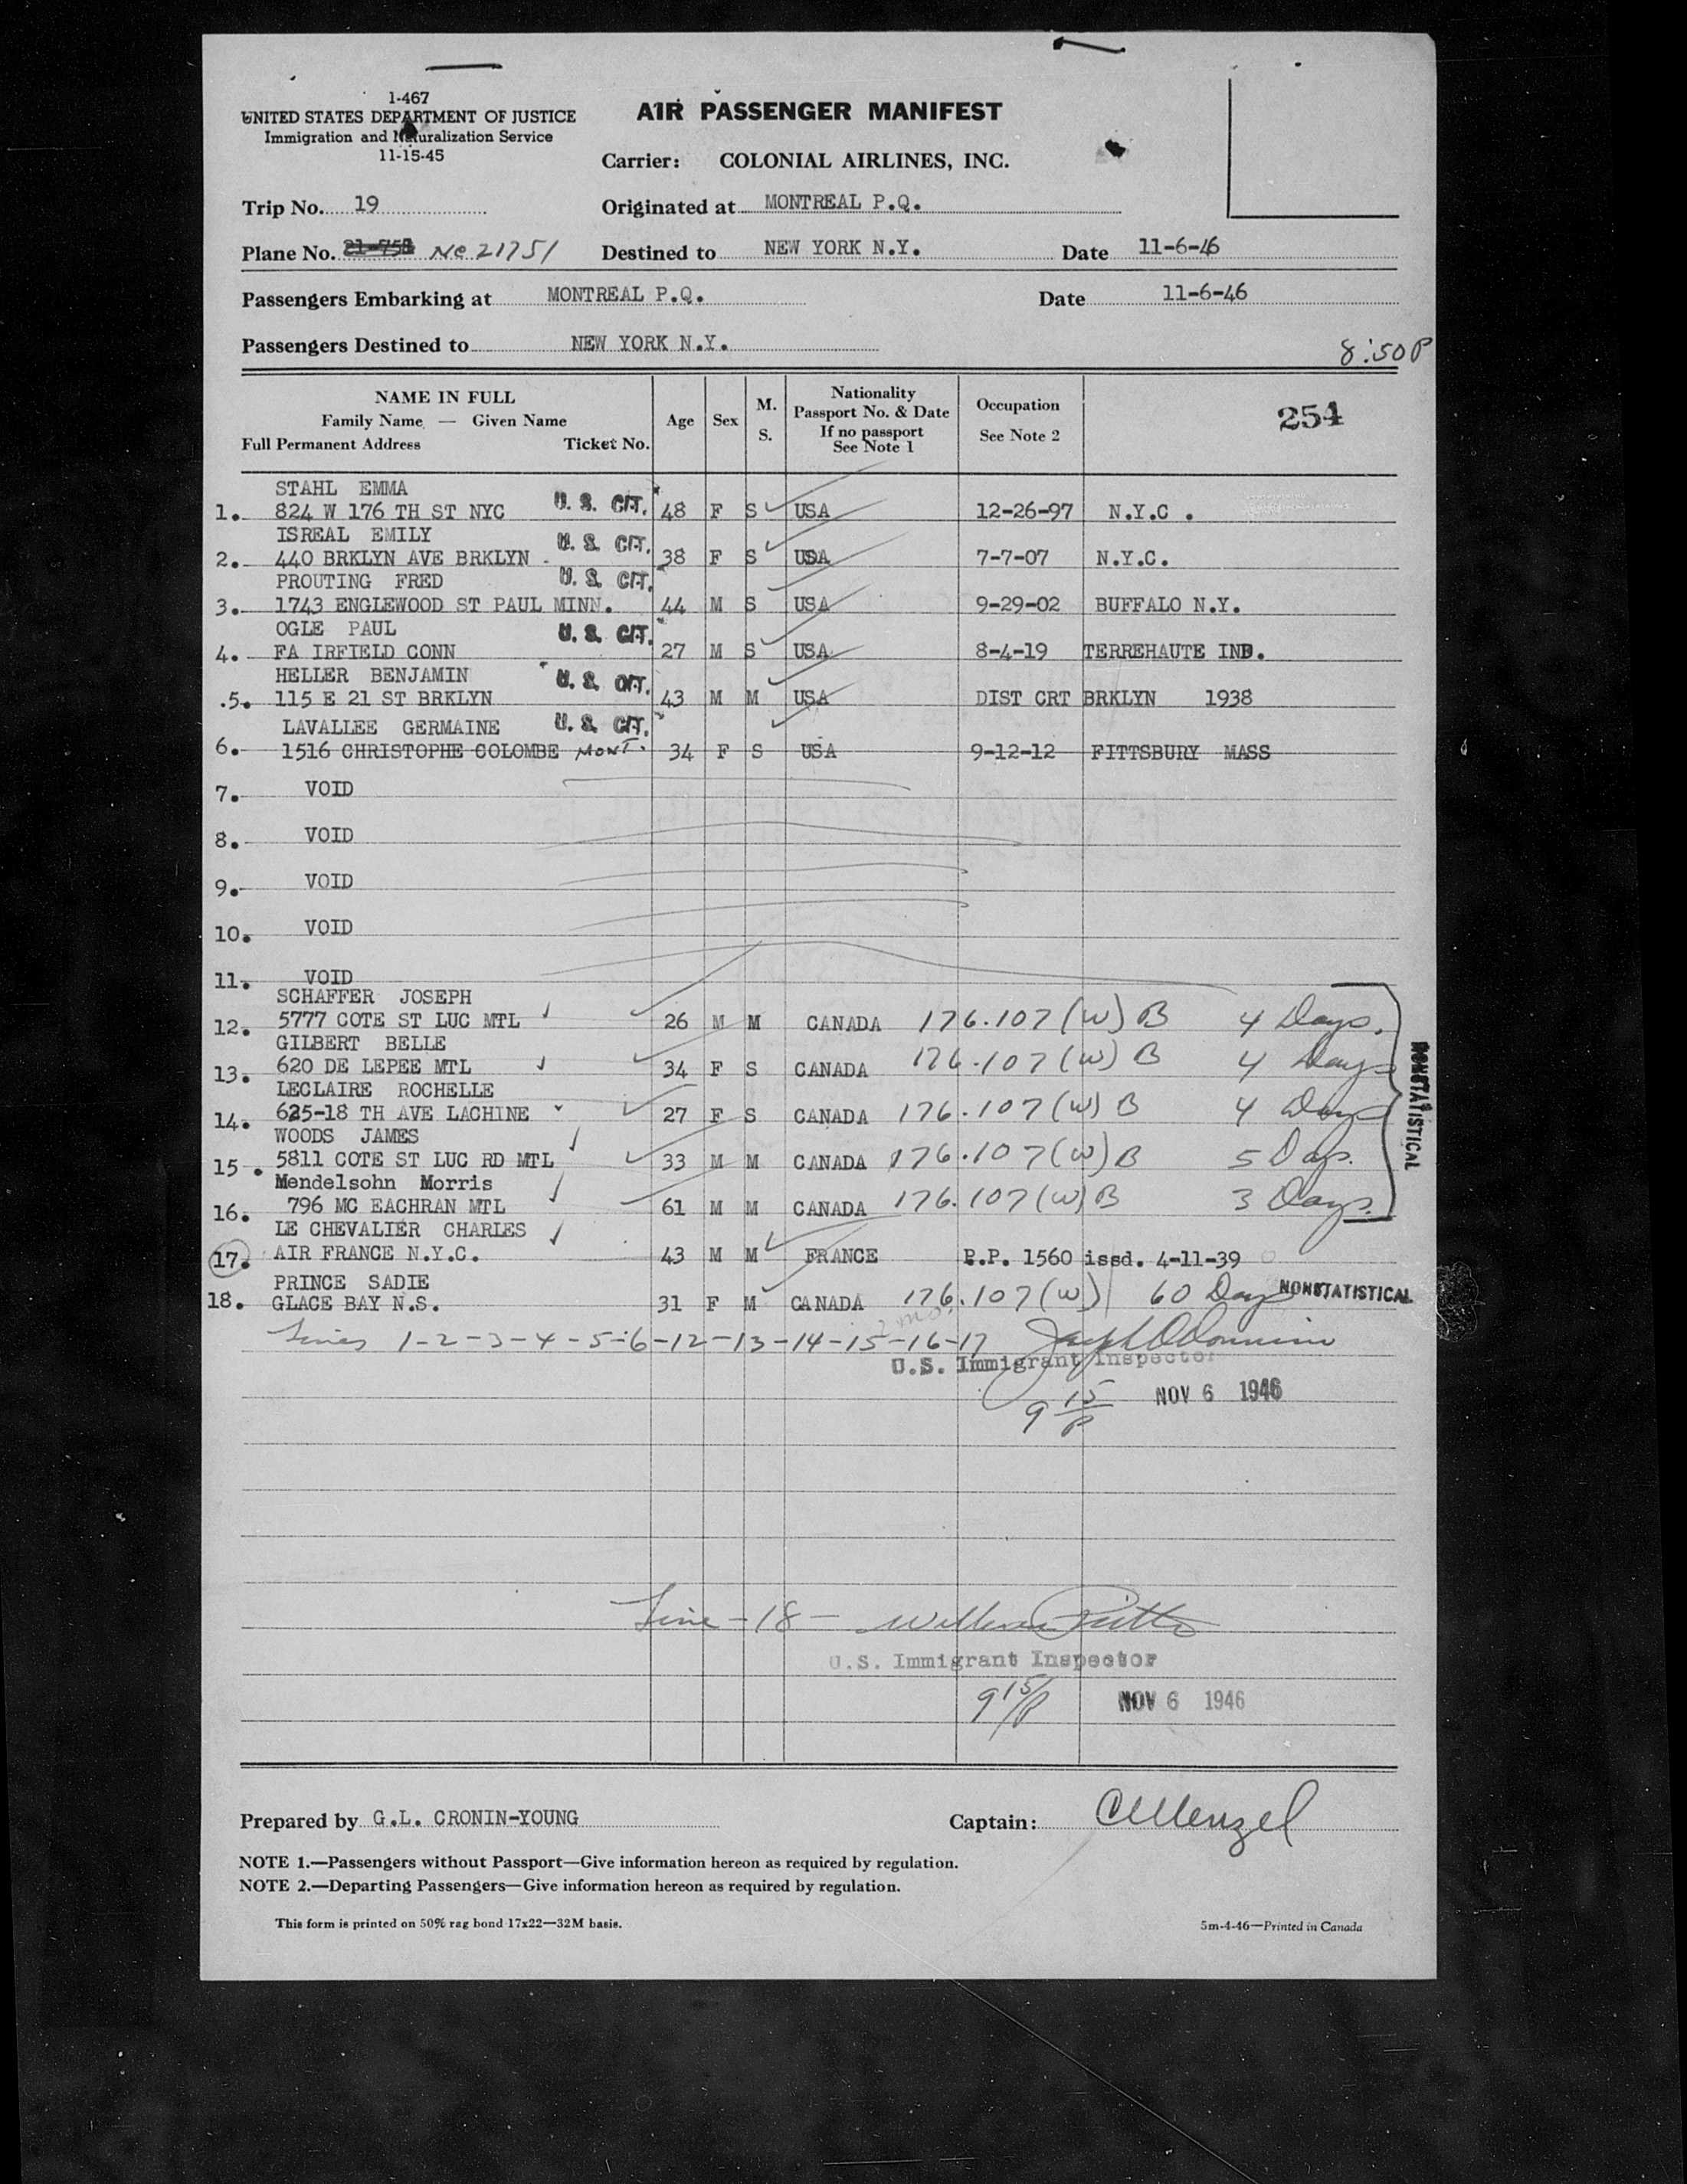 1-467
UNITED STATES DEPARTMENT OF JUSTICE
Immigration and Naturalization Service
11-15-45
AIR PASSENGER MANIFEST
Carrier: COLONIAL AIRLINES, INC.
Trip No. 19 Originated at MONTREAL P.Q.
Plane No. 21-751 NC 21751 Destined to NEW YORK N.Y. Date 11-6-46
Passengers Embarking at MONTREAL P.Q. Date 11-6-46
Passengers Destined to NEW YORK N.Y.
8:50P
NAME IN FULL
Family Name — Given Name
Full Permanent Address Ticket No.
Age Sex M. S.
Nationality
Passport No. & Date
If no passport
See Note 1
Occupation
See Note 2
254
STAHL EMMA
1. 824 W 176 TH ST NYC U. S. CIT. 48 F S USA 12-26-97 N.Y.C .
ISREAL EMILY
2. 440 BRKLYN AVE BRKLYN . U. S. CIT. 38 F S USA 7-7-07 N.Y.C.
PROUTING FRED
3. 1743 ENGLEWOOD ST PAUL MINN. U. S. CIT. 44 M S USA 9-29-02 BUFFALO N.Y.
OGLE PAUL
4. FA IRFIELD CONN U. S. CIT. 27 M S USA 8-4-19 TERREHAUTE IND.
HELLER BENJAMIN
.5. 115 E 21 ST BRKLYN U. S. CIT. 43 M M USA DIST CRT BRKLYN 1938
LAVALLEE GERMAINE
6. 1516 CHRISTOPHE COLOMBE MONT. U. S. CIT. 34 F S USA 9-12-12 FITTSBURY MASS
7. VOID
8. VOID
9. VOID
10. VOID
11. VOID
SCHAFFER JOSEPH
12. 5777 COTE ST LUC MTL 26 M M CANADA 176.107 (W) B 4 Days.
GILBERT BELLE
13. 620 DE LEPEE MTL 34 F S CANADA 176.107 (W) B 4 Days
LECLAIRE ROCHELLE
14. 625-18 TH AVE LACHINE 27 F S CANADA 176.107 (W) B 4 Days
WOODS JAMES
15. 5811 COTE ST LUC RD MTL 33 M M CANADA 176.107 (W) B 5 Days.
Mendelsohn Morris
16. 796 MC EACHRAN MTL 61 M M CANADA 176.107 (W) B 3 Days.
NONSTATISTICAL
LE CHEVALIER CHARLES
17. AIR FRANCE N.Y.C. 43 M M FRANCE P.P. 1560 issd. 4-11-39
PRINCE SADIE
18. GLACE BAY N.S. 31 F M CANADA 176.107 (W) 60 Days NONSTATISTICAL
Lines 1-2-3-4-5-6-12-13-14-15-16-17
U.S. Immigrant Inspector
9 15 P NOV 6 1946
Line -18- William
U.S. Immigrant Inspector
9 15/P NOV 6 1946
Prepared by G.L. CRONIN-YOUNG Captain: CMenzel
NOTE 1.—Passengers without Passport—Give information hereon as required by regulation.
NOTE 2.—Departing Passengers—Give information hereon as required by regulation.
This form is printed on 50% rag bond 17x22—32M basis. 5m-4-46—Printed in Canada